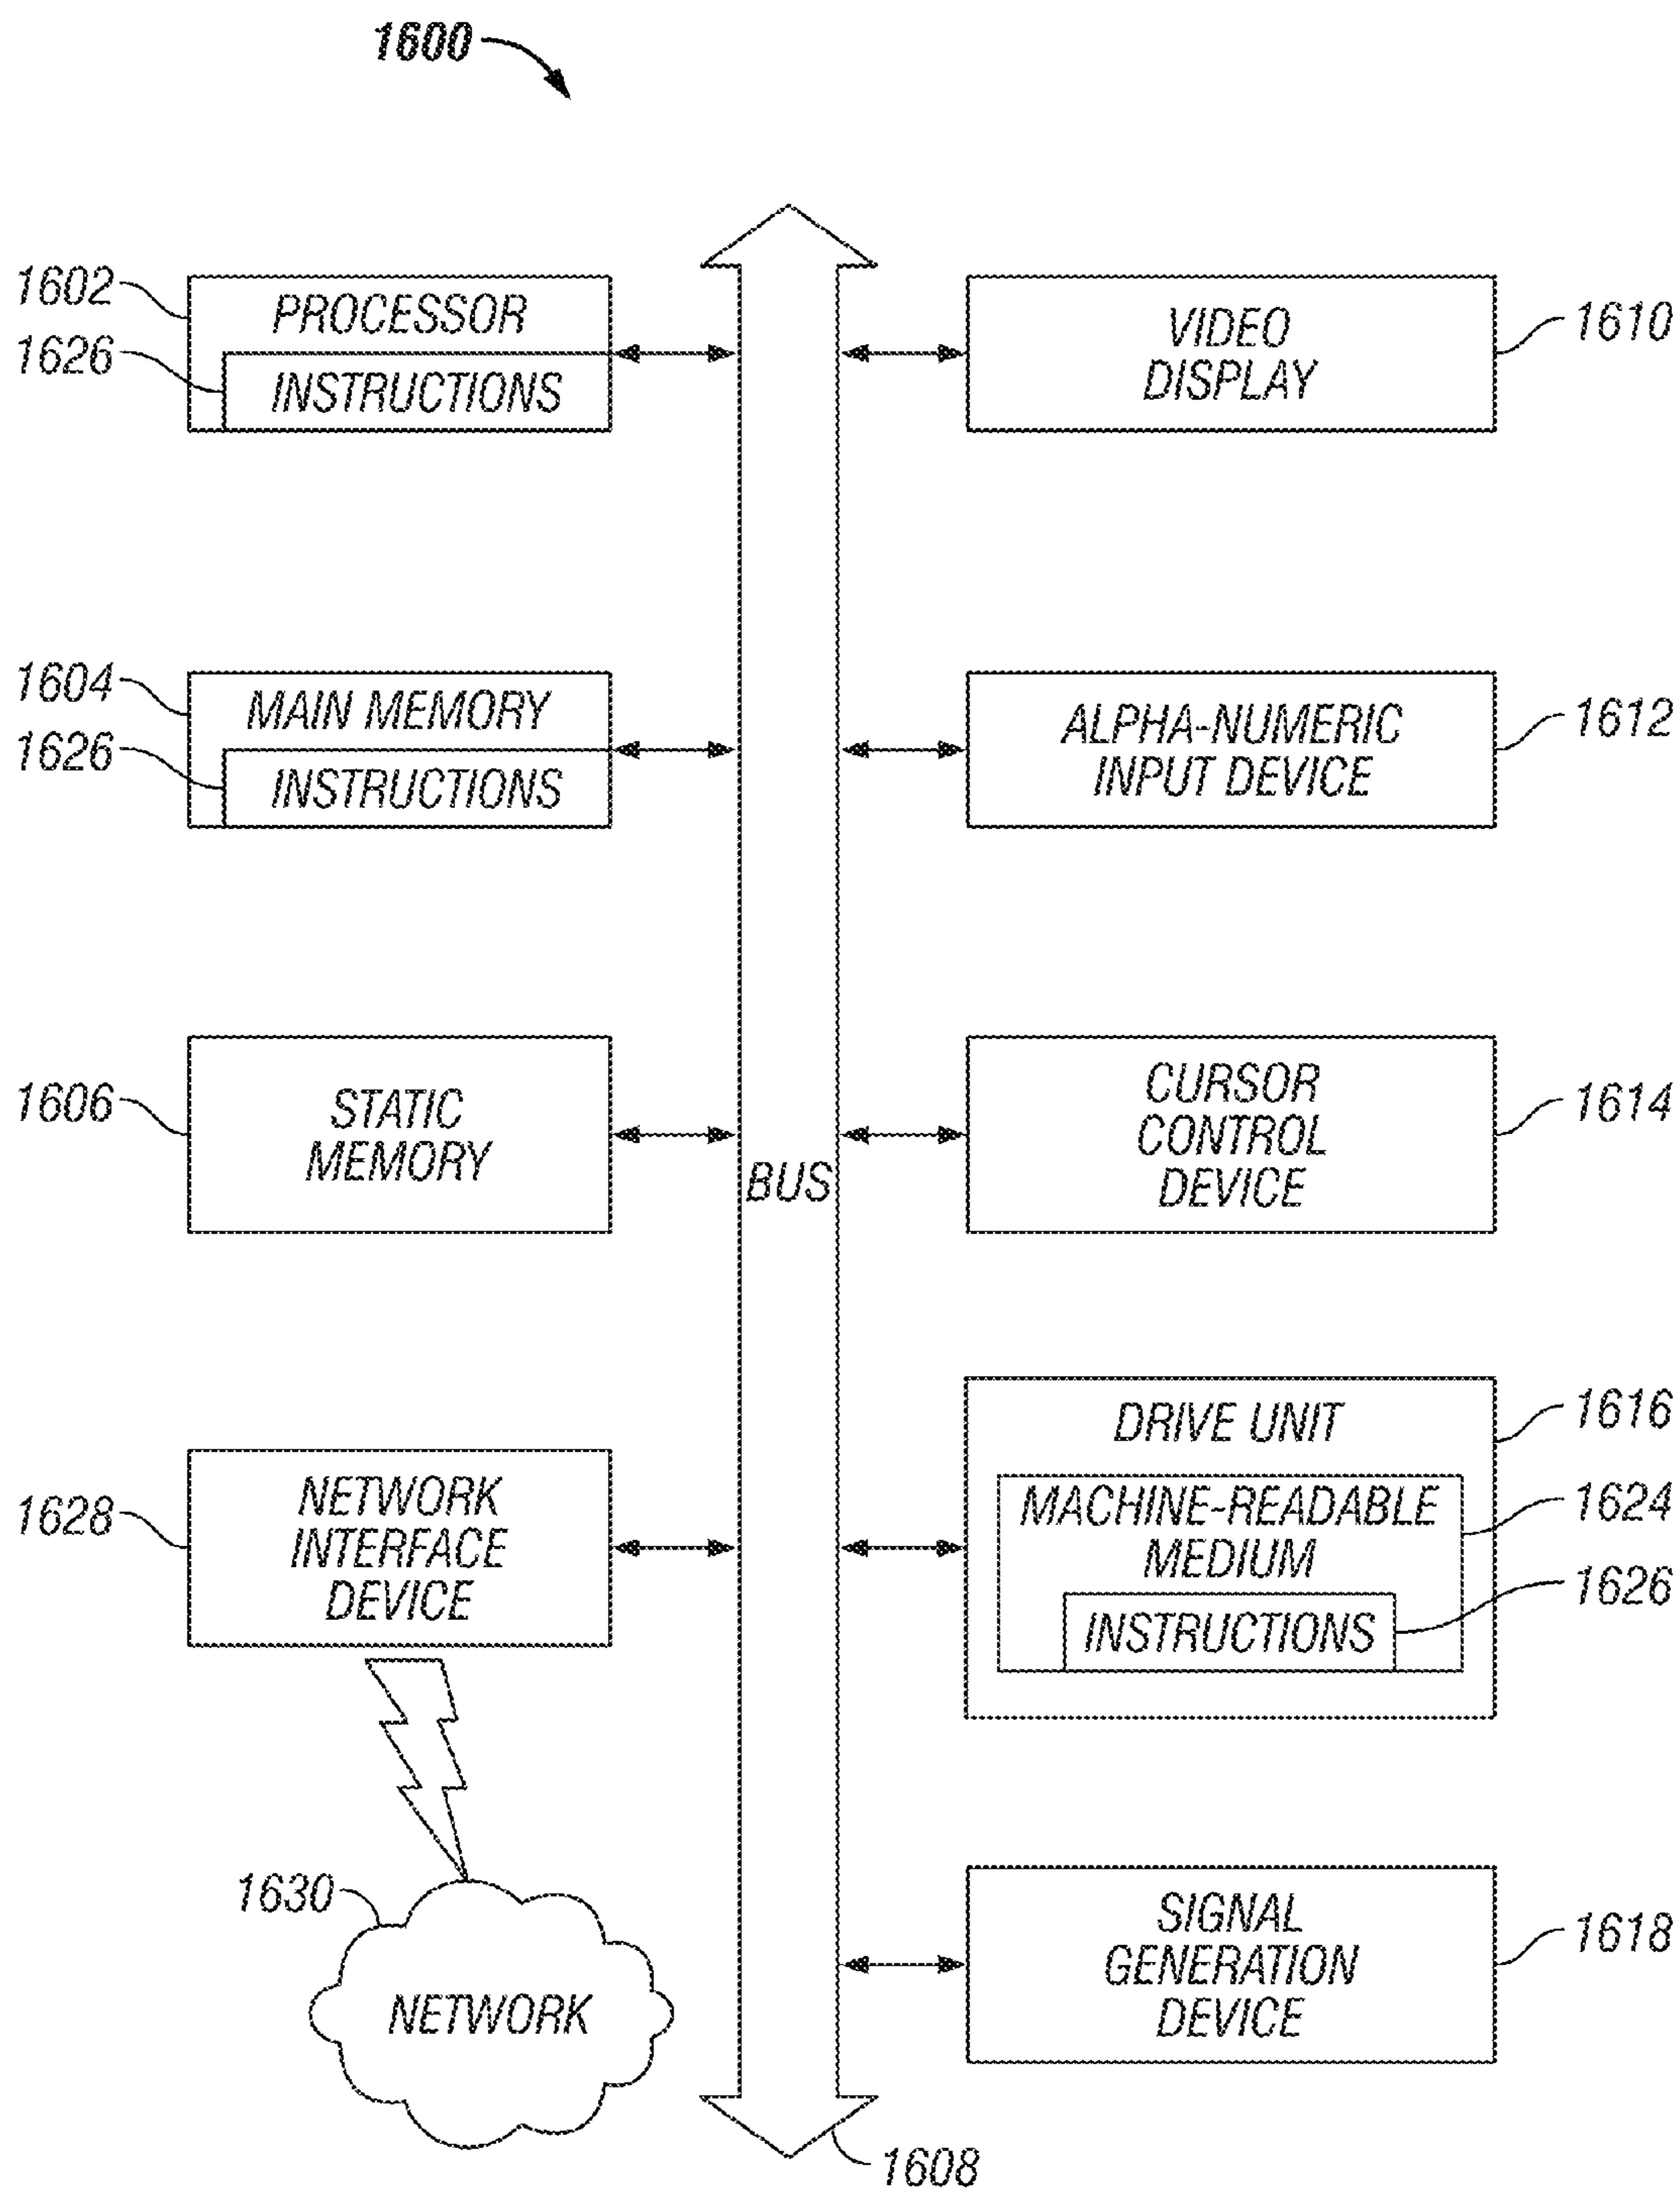 1600
1602
PROCESSOR
1626
INSTRUCTIONS
VIDEO
DISPLAY
1610
1604
MAIN MEMORY
1626
INSTRUCTIONS
ALPHA-NUMERIC
INPUT DEVICE
1612
1606
STATIC
MEMORY
BUS
CURSOR
CONTROL
DEVICE
1614
1628
NETWORK
INTERFACE
DEVICE
DRIVE UNIT
1616
MACHINE-READABLE
MEDIUM
1624
INSTRUCTIONS
1626
1630
NETWORK
SIGNAL
GENERATION
DEVICE
1618
1608